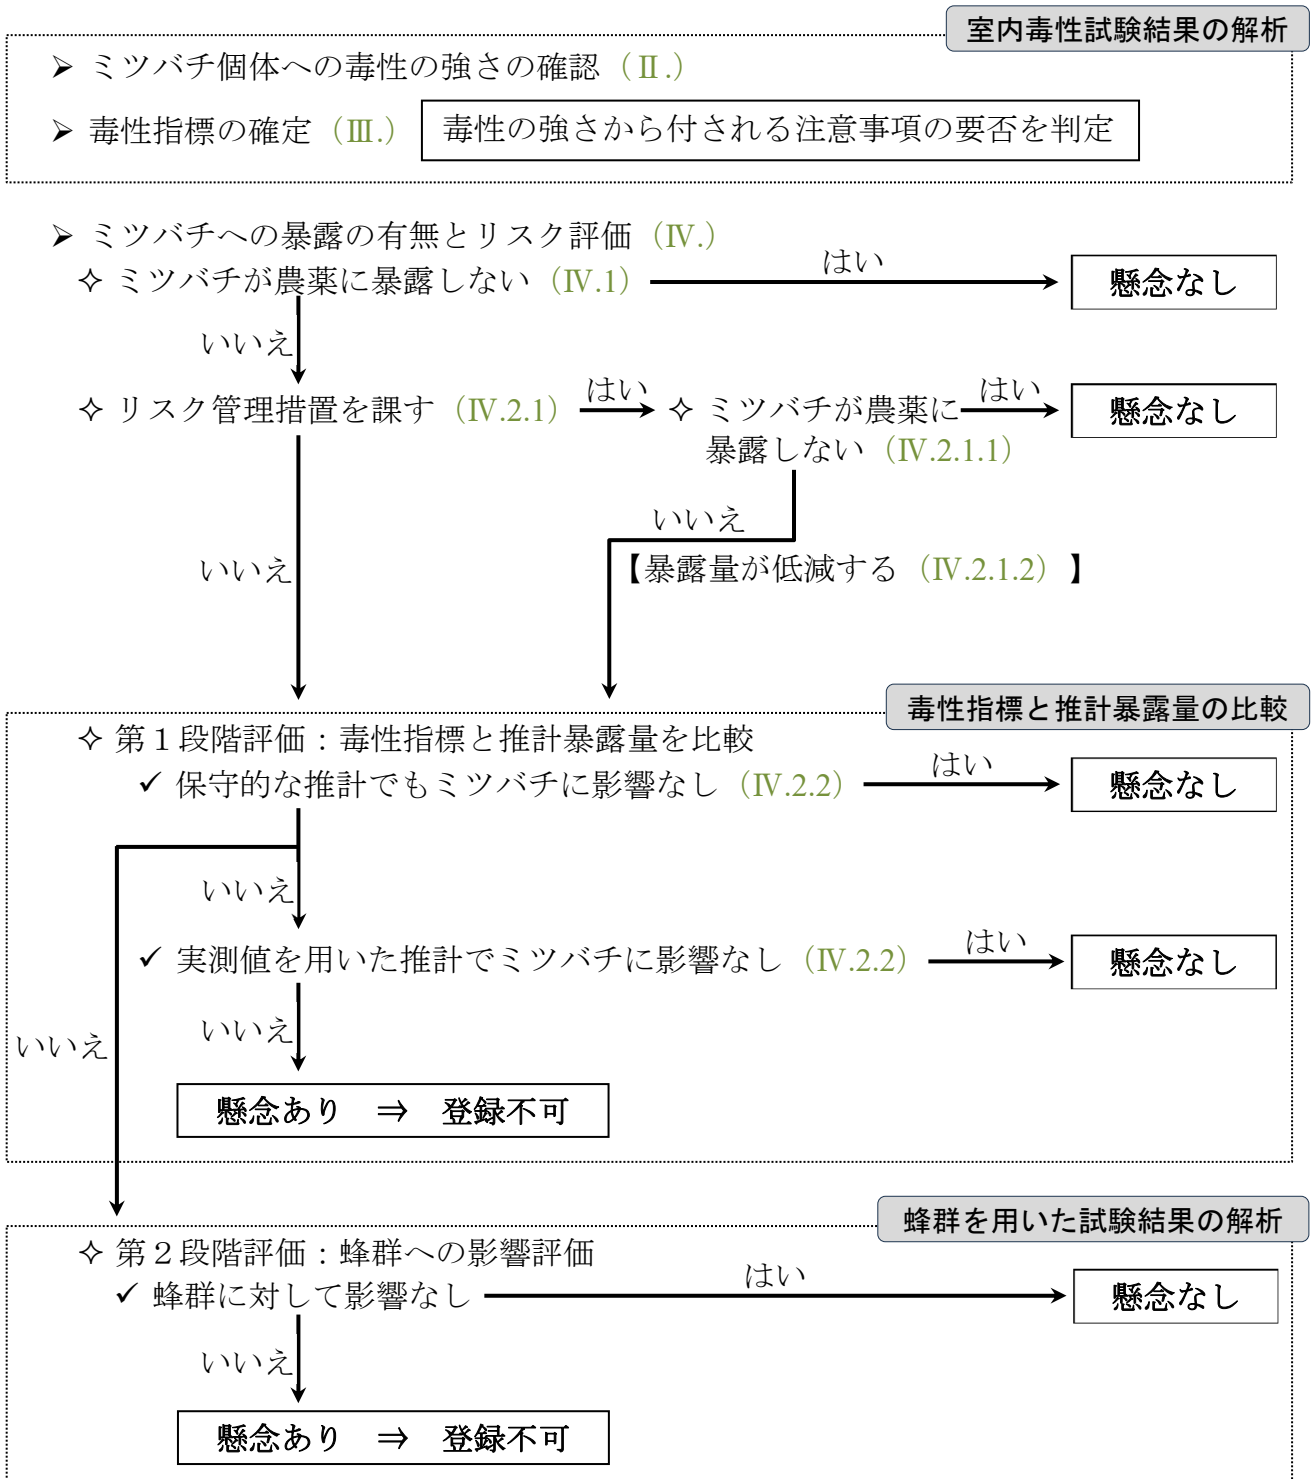 室内毒性試験結果の解析
➢ ミツバチ個体への毒性の強さの確認（Ⅱ.）
➢ 毒性指標の確定（Ⅲ.） 毒性の強さから付される注意事項の要否を判定
➢ ミツバチへの暴露の有無とリスク評価（Ⅳ.）
✧ ミツバチが農薬に暴露しない（Ⅳ.1） はい 懸念なし
いいえ
✧ リスク管理措置を課す（Ⅳ.2.1） はい ✧ ミツバチが農薬に はい 懸念なし
暴露しない（Ⅳ.2.1.1）
いいえ
いいえ 【暴露量が低減する（Ⅳ.2.1.2）】
毒性指標と推計暴露量の比較
✧ 第１段階評価：毒性指標と推計暴露量を比較
✓ 保守的な推計でもミツバチに影響なし（Ⅳ.2.2） はい 懸念なし
いいえ
✓ 実測値を用いた推計でミツバチに影響なし（Ⅳ.2.2） はい 懸念なし
いいえ いいえ
懸念あり ⇒ 登録不可
蜂群を用いた試験結果の解析
✧ 第２段階評価：蜂群への影響評価
✓ 蜂群に対して影響なし はい 懸念なし
いいえ
懸念あり ⇒ 登録不可